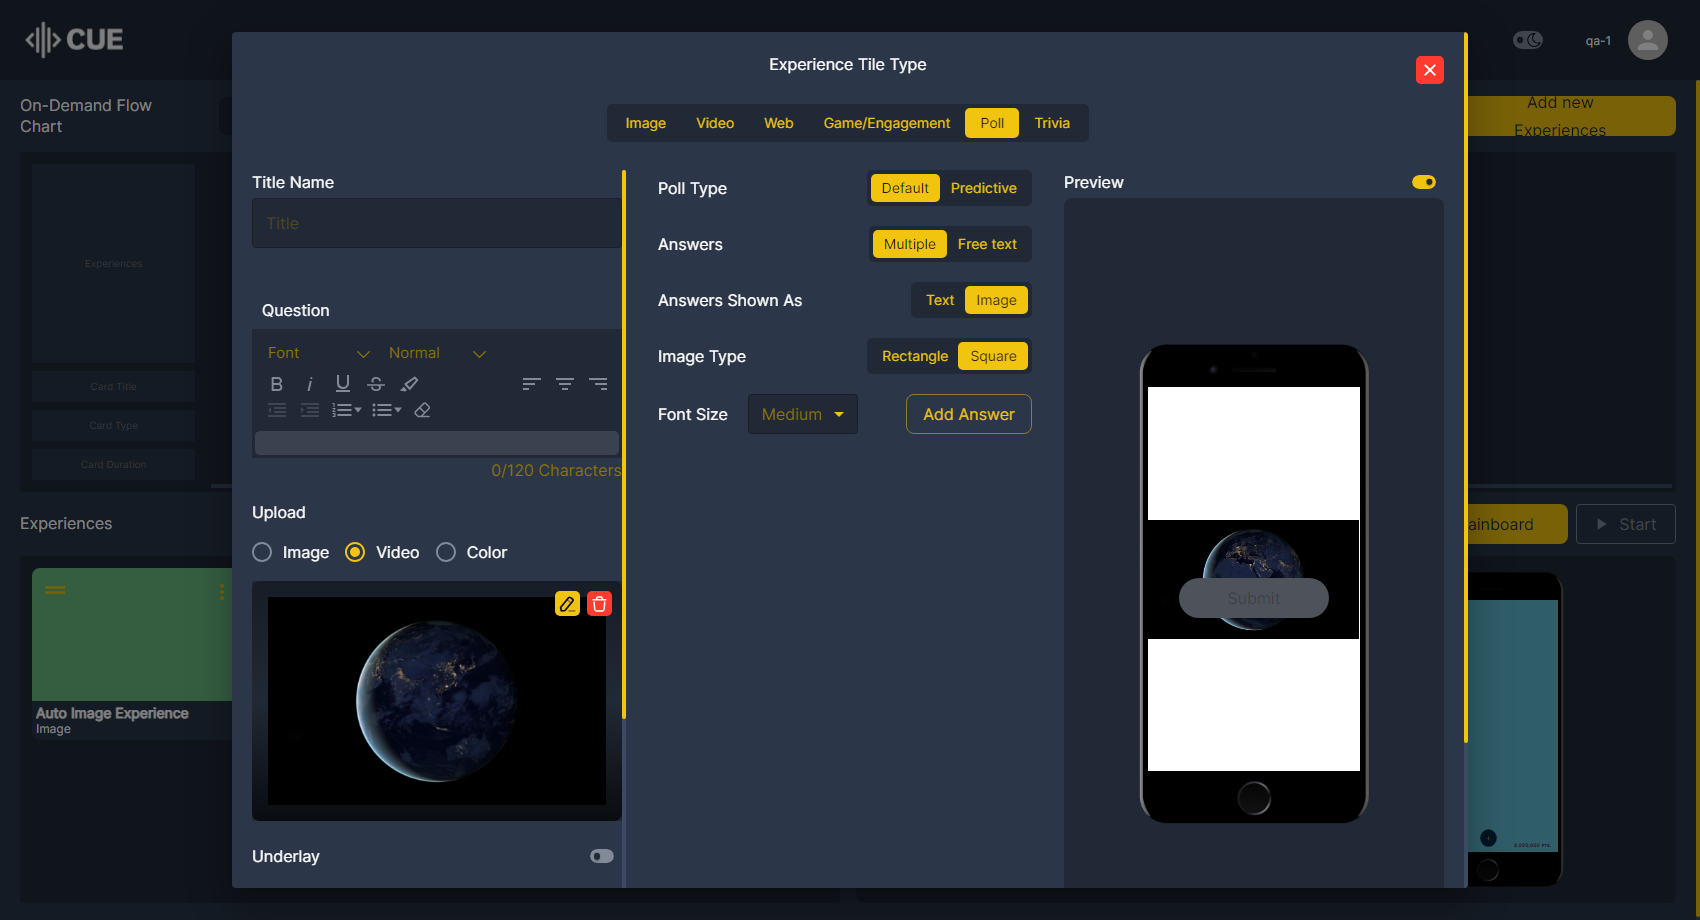 CUE
qa-1
On-Demand Flow
Chart
Add new
Experiences
Experiences
Card Title
Card Type
Card Duration
Experiences
ainboard
Start
Auto Image Experience
Image
Experience Tile Type
Image
Video
Web
Game/Engagement
Poll
Trivia
Title Name
Title
Question
Font
Normal
B
i
U
S
0/120 Characters
Upload
Image
Video
Color
Underlay
Poll Type
Default
Predictive
Answers
Multiple
Free text
Answers Shown As
Text
Image
Image Type
Rectangle
Square
Font Size
Medium
Add Answer
Preview
Submit